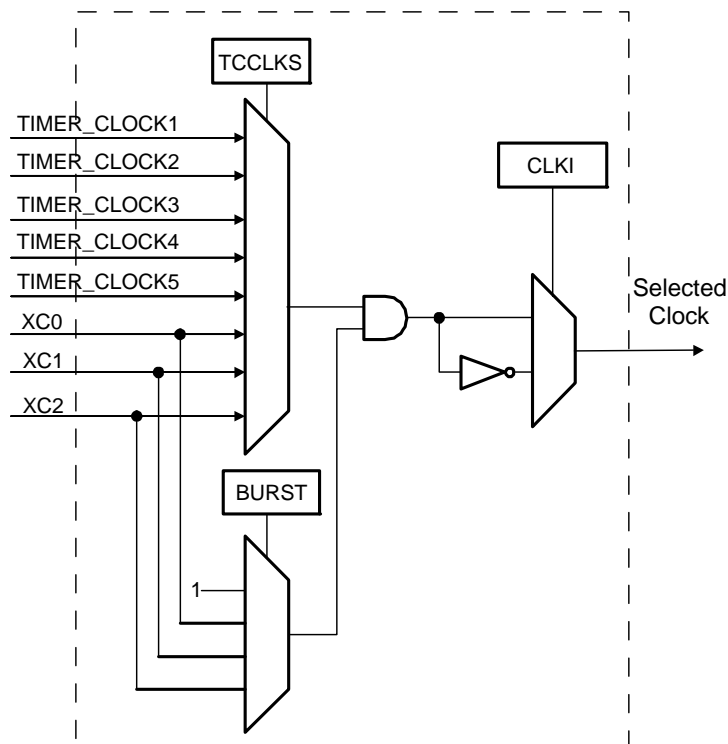 TCCLKS
TIMER_CLOCK1
TIMER_CLOCK2
TIMER_CLOCK3
TIMER_CLOCK4
TIMER_CLOCK5
XC0
XC1
XC2
CLKI
Selected
Clock
BURST
1